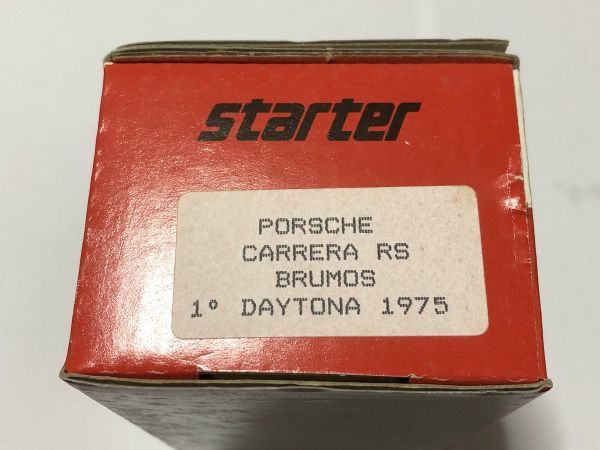 starter
PORSCHE
CARRERA RS
BRUMOS
1° DAYTONA 1975